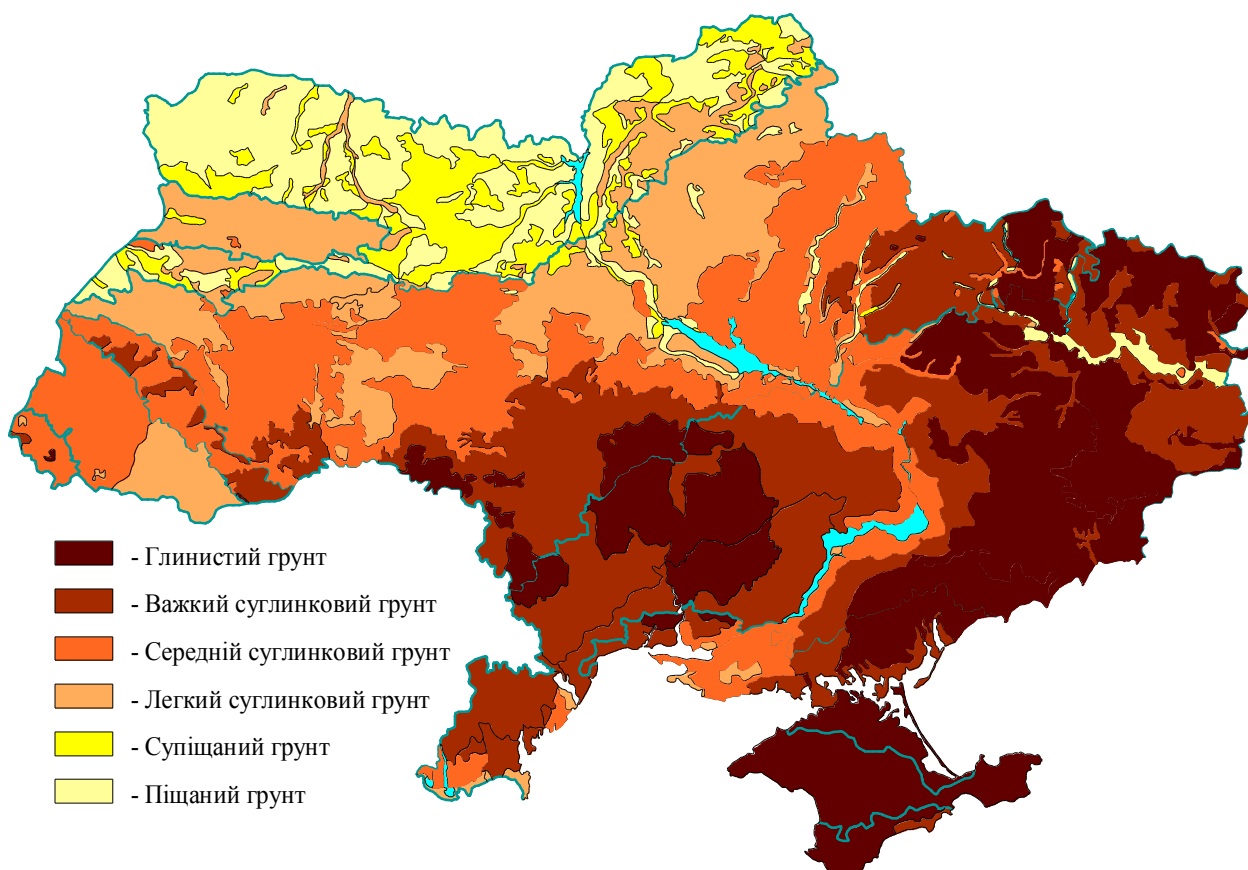 - Глинистий грунт
- Важкий суглинковий грунт
- Середній суглинковий грунт
- Легкий суглинковий грунт
- Супіщаний грунт
- Піщаний грунт